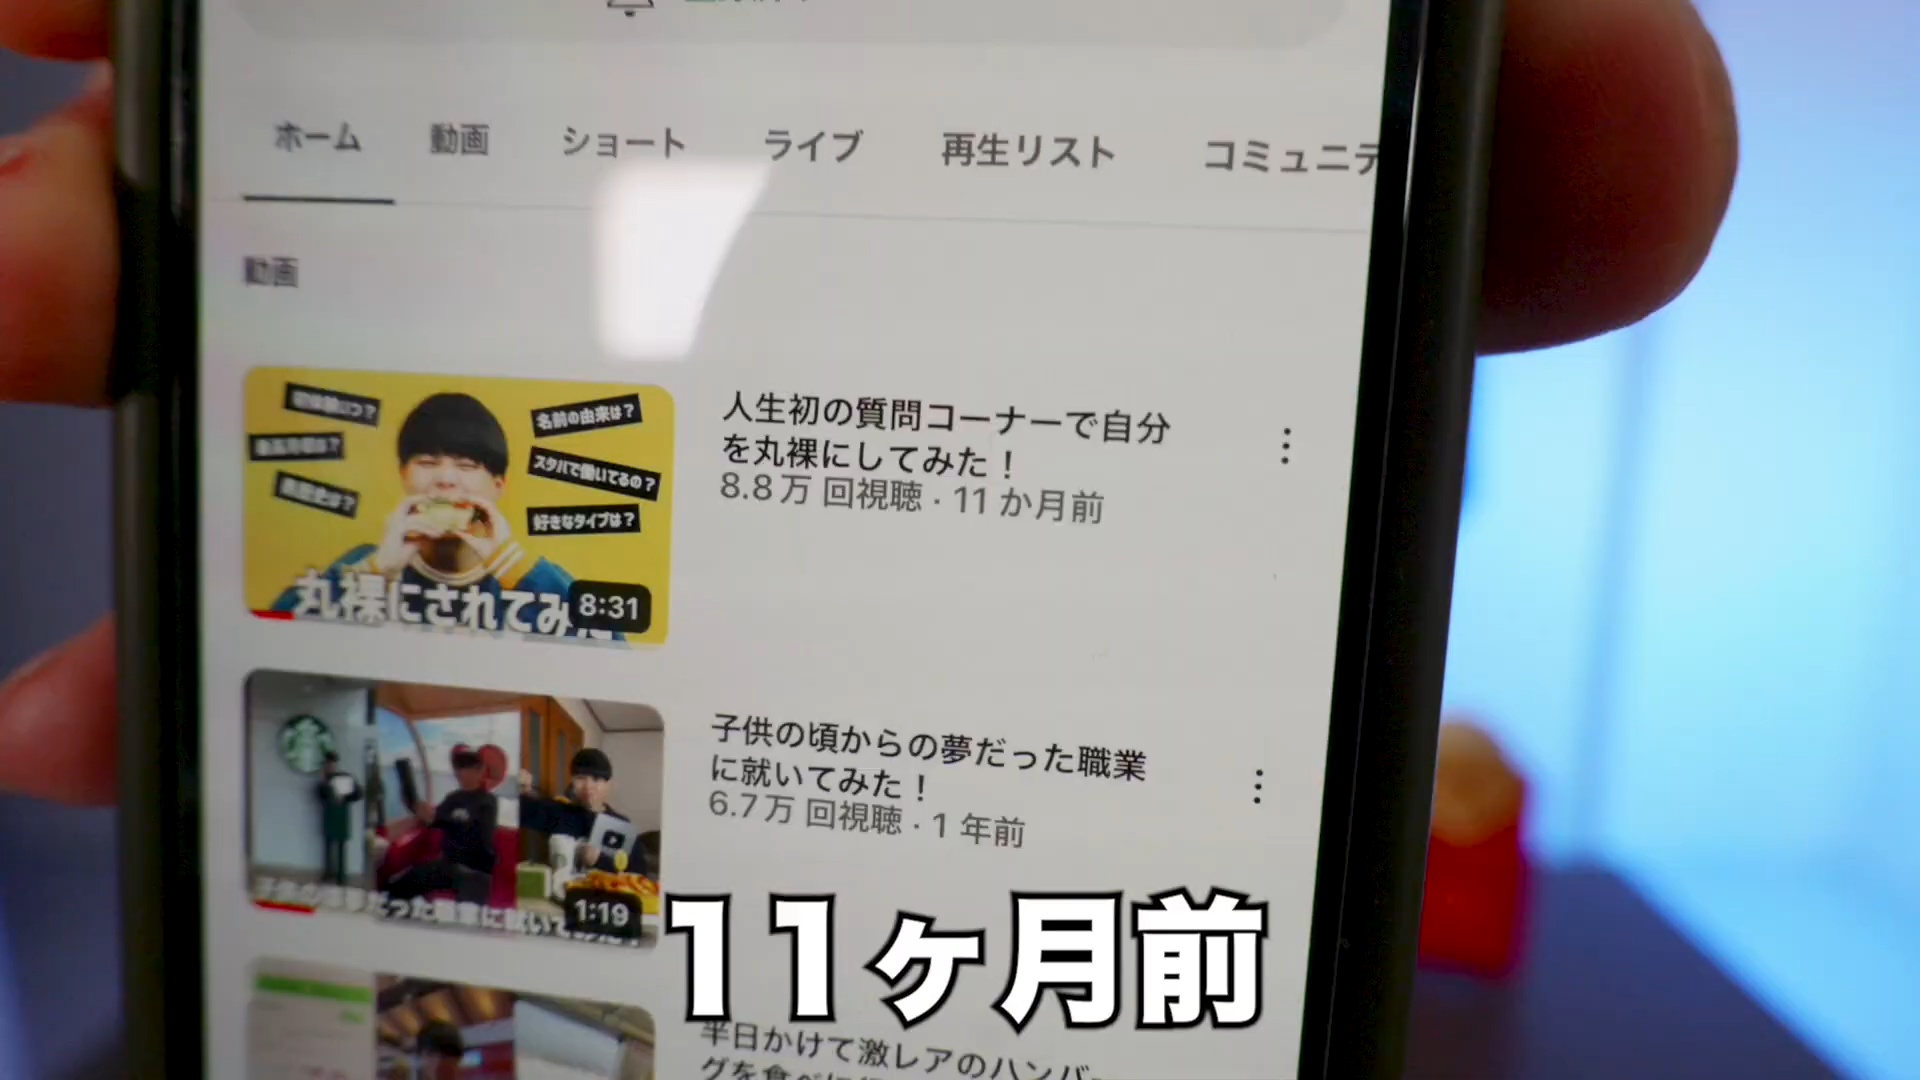 ホーム 動画 ショート ライブ 再生リスト コミュニテ
動画
名前の由来は?
スタバで働いてるの?
好きなタイプは?
丸裸にされてみた
8:31
人生初の質問コーナーで自分
を丸裸にしてみた!
8.8万 回視聴・11 か月前
子供の頃からの夢だった職業
に就いてみた!
6.7万 回視聴・1 年前
1:19
11ヶ月前
半日かけて激レアのハンバー
グを食べに